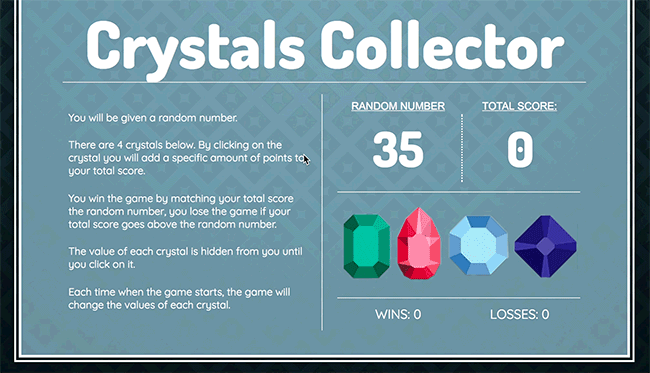 Crystals Collector
You will be given a random number.
There are 4 crystals below. By clicking on the
crystal you will add a specific amount of points to
your total score.
You win the game by matching your total score
the random number, you lose the game if your
total score goes above the random number.
The value of each crystal is hidden from you until
you click on it.
Each time when the game starts, the game will
change the values of each crystal.
RANDOM NUMBER
35
TOTAL SCORE:
0
WINS: 0
LOSSES: 0